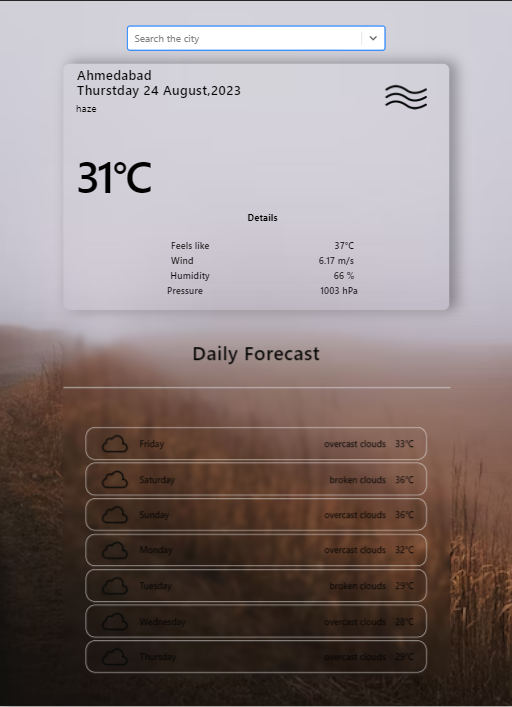 Search the city
Ahmedabad
Thurstday 24 August,2023
haze
31°C
Details
Feels like 37°C
Wind 6.17 m/s
Humidity 66 %
Pressure 1003 hPa
Daily Forecast
Friday overcast clouds 33°C
Saturday broken clouds 36°C
Sunday overcast clouds 36°C
Monday overcast clouds 32°C
Tuesday broken clouds 29°C
Wednesday overcast clouds 28°C
Thursday overcast clouds 29°C